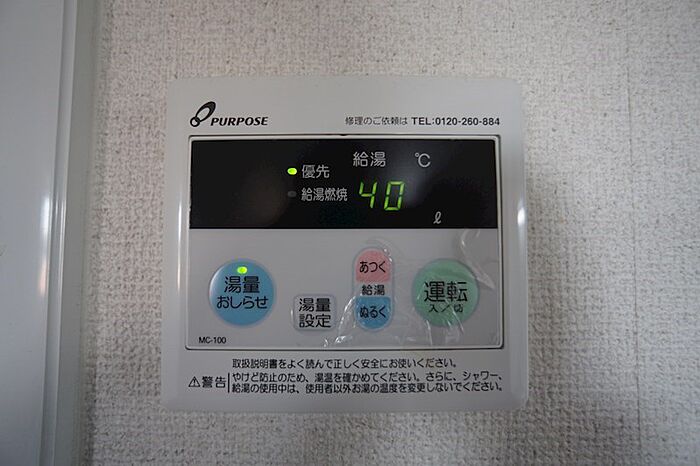 PURPOSE 修理のご依頼は TEL:0120-260-884
給湯 ℃
優先
給湯燃焼 40
ℓ
湯量
おしらせ
湯量
設定
あつく
給湯
ぬるく
運転
入/切
MC-100
取扱説明書をよく読んで正しく安全にお使いください。
⚠警告 やけど防止のため、湯温を確かめてください。さらに、シャワー、
給湯の使用中は、使用者以外お湯の温度を変更しないでください。